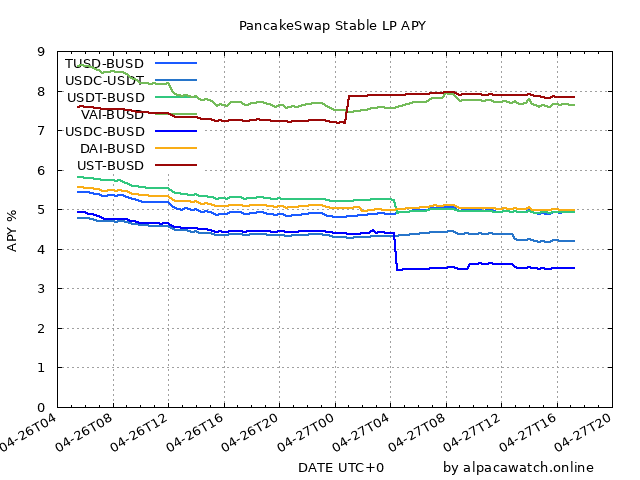 PancakeSwap Stable LP APY
9
8
7
6
5
4
3
2
1
0
APY %
TUSD-BUSD
USDC-USDT
USDT-BUSD
VAI-BUSD
USDC-BUSD
DAI-BUSD
UST-BUSD
04-26T04
04-26T08
04-26T12
04-26T16
04-26T20
04-27T00
04-27T04
04-27T08
04-27T12
04-27T16
04-27T20
DATE UTC+0
by alpacawatch.online